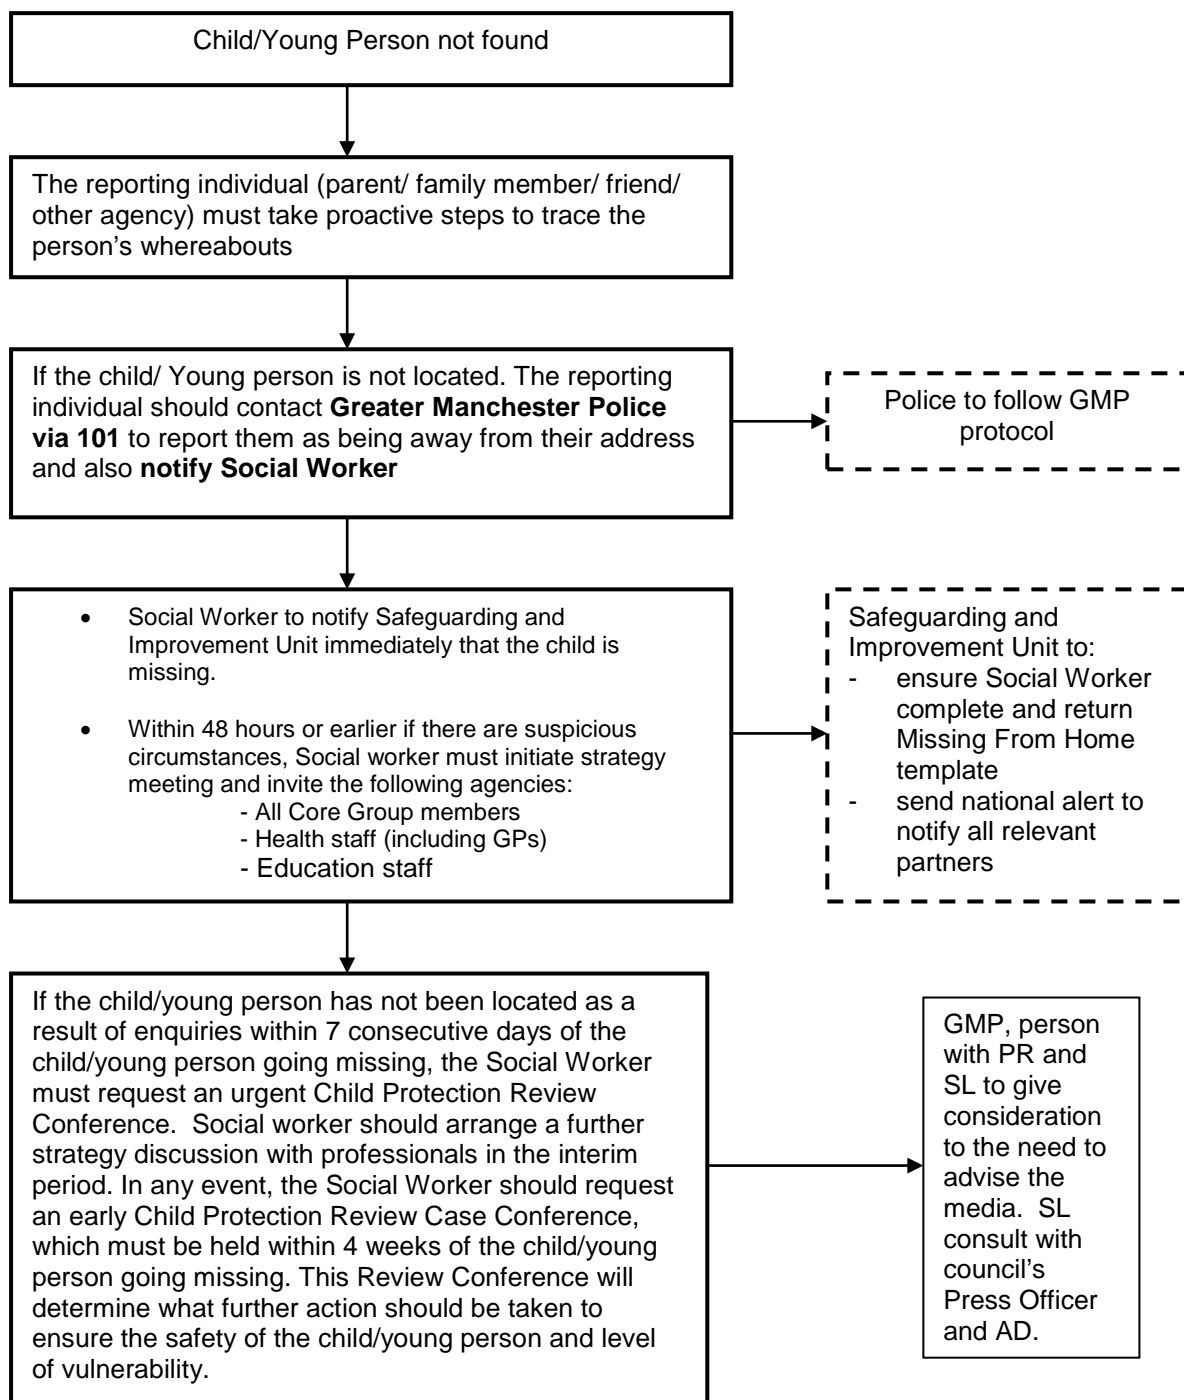 Child/Young Person not found
The reporting individual (parent/ family member/ friend/
other agency) must take proactive steps to trace the
person's whereabouts
If the child/ Young person is not located. The reporting
individual should contact Greater Manchester Police
via 101 to report them as being away from their address
and also notify Social Worker
Police to follow GMP
protocol
• Social Worker to notify Safeguarding and
Improvement Unit immediately that the child is
missing.
• Within 48 hours or earlier if there are suspicious
circumstances, Social worker must initiate strategy
meeting and invite the following agencies:
- All Core Group members
- Health staff (including GPs)
- Education staff
Safeguarding and
Improvement Unit to:
- ensure Social Worker
complete and return
Missing From Home
template
- send national alert to
notify all relevant
partners
If the child/young person has not been located as a
result of enquiries within 7 consecutive days of the
child/young person going missing, the Social Worker
must request an urgent Child Protection Review
Conference.  Social worker should arrange a further
strategy discussion with professionals in the interim
period. In any event, the Social Worker should request
an early Child Protection Review Case Conference,
which must be held within 4 weeks of the child/young
person going missing. This Review Conference will
determine what further action should be taken to
ensure the safety of the child/young person and level
of vulnerability.
GMP, person
with PR and
SL to give
consideration
to the need to
advise the
media.  SL
consult with
council's
Press Officer
and AD.